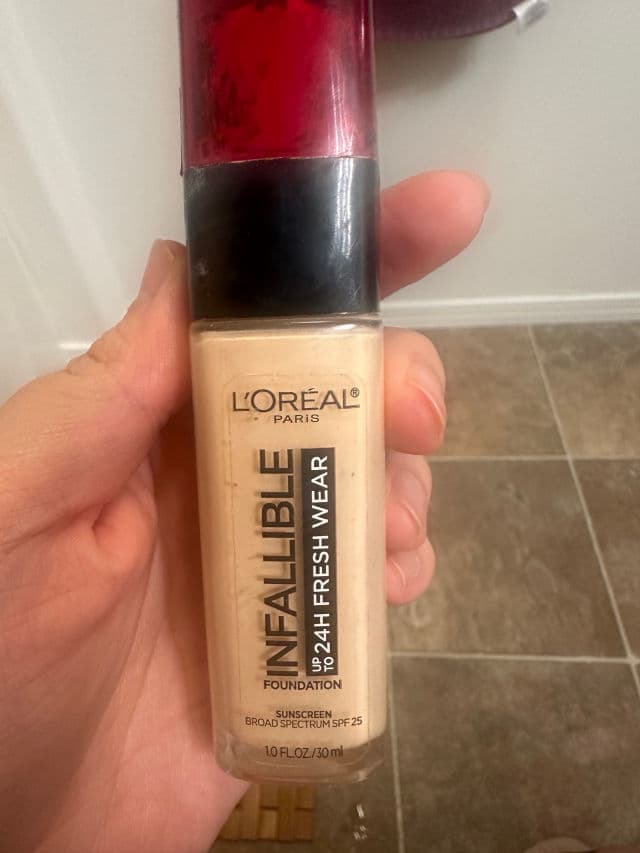 L'ORÉAL®
PARIS
INFALLIBLE
UP TO 24H FRESH WEAR
FOUNDATION
SUNSCREEN
BROAD SPECTRUM SPF 25
1.0 FL.OZ./30 ml